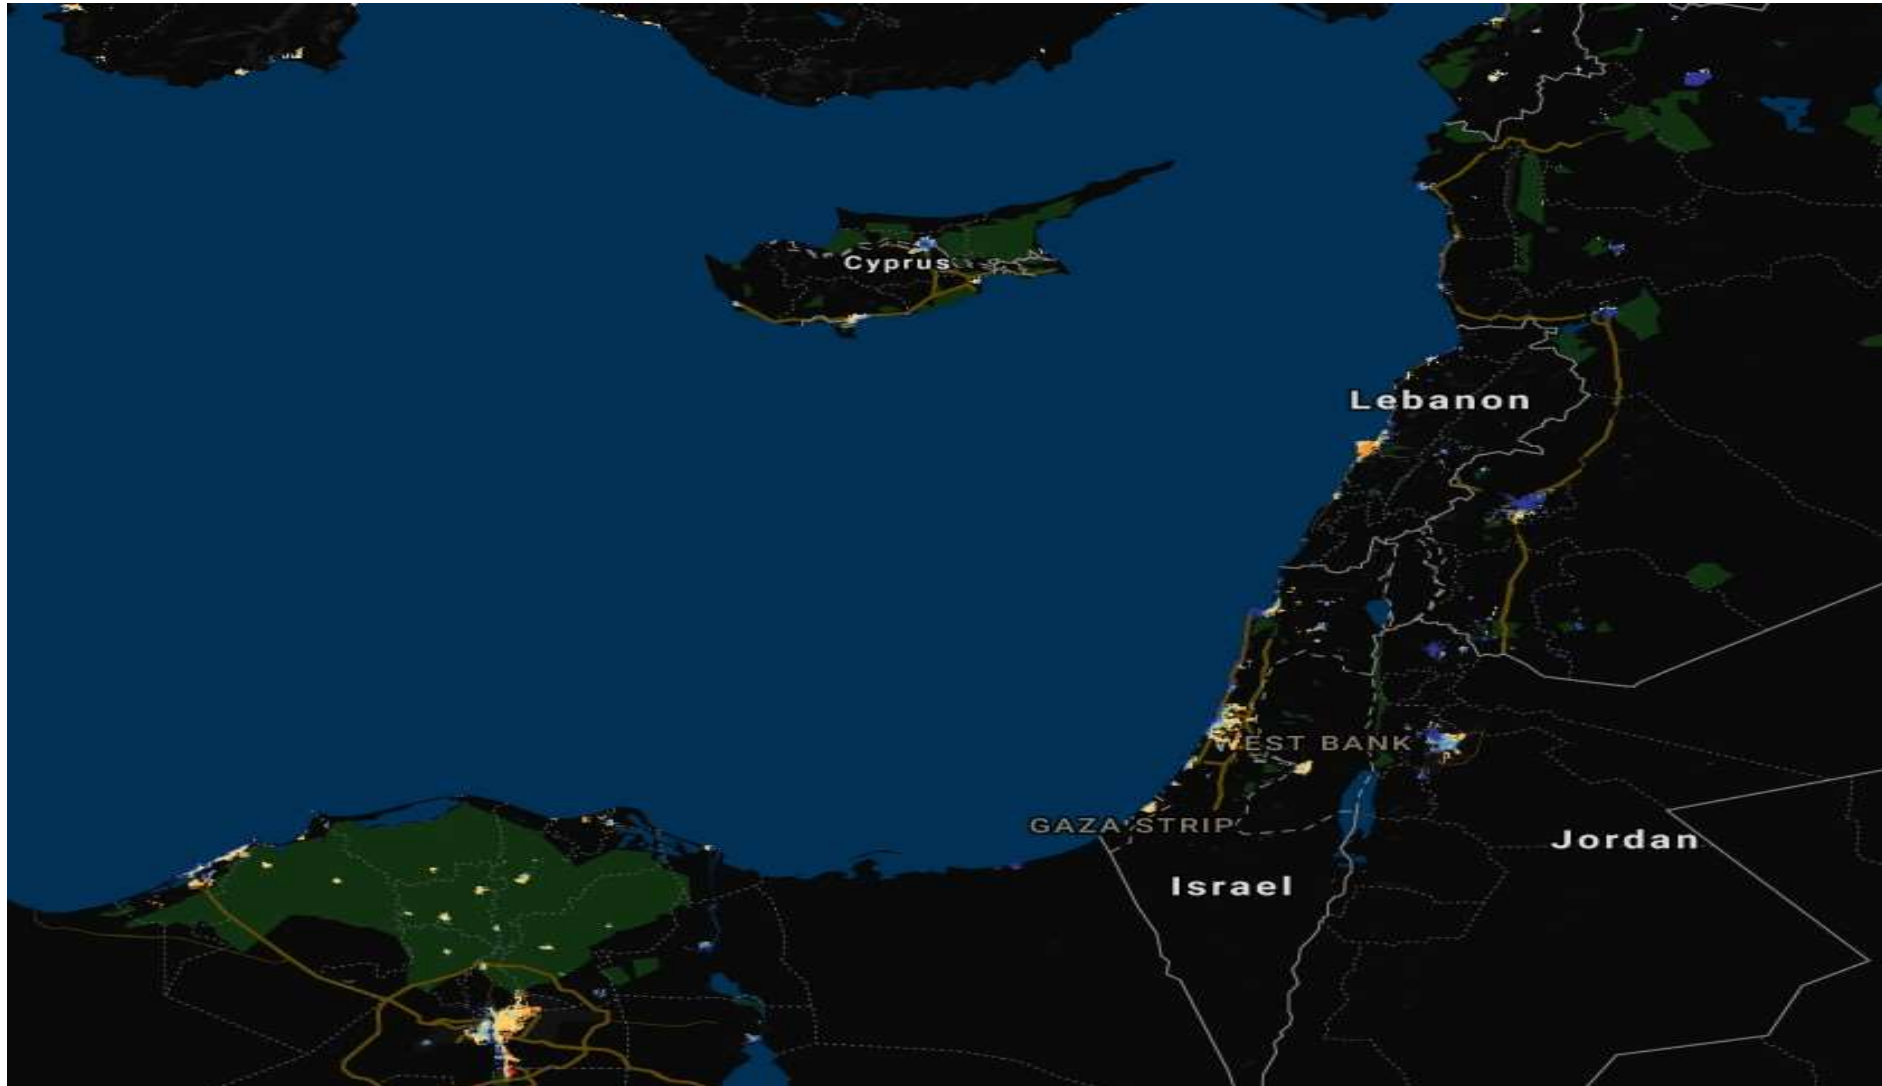 Cyprus
Lebanon
WEST BANK
GAZA STRIP
Jordan
Israel